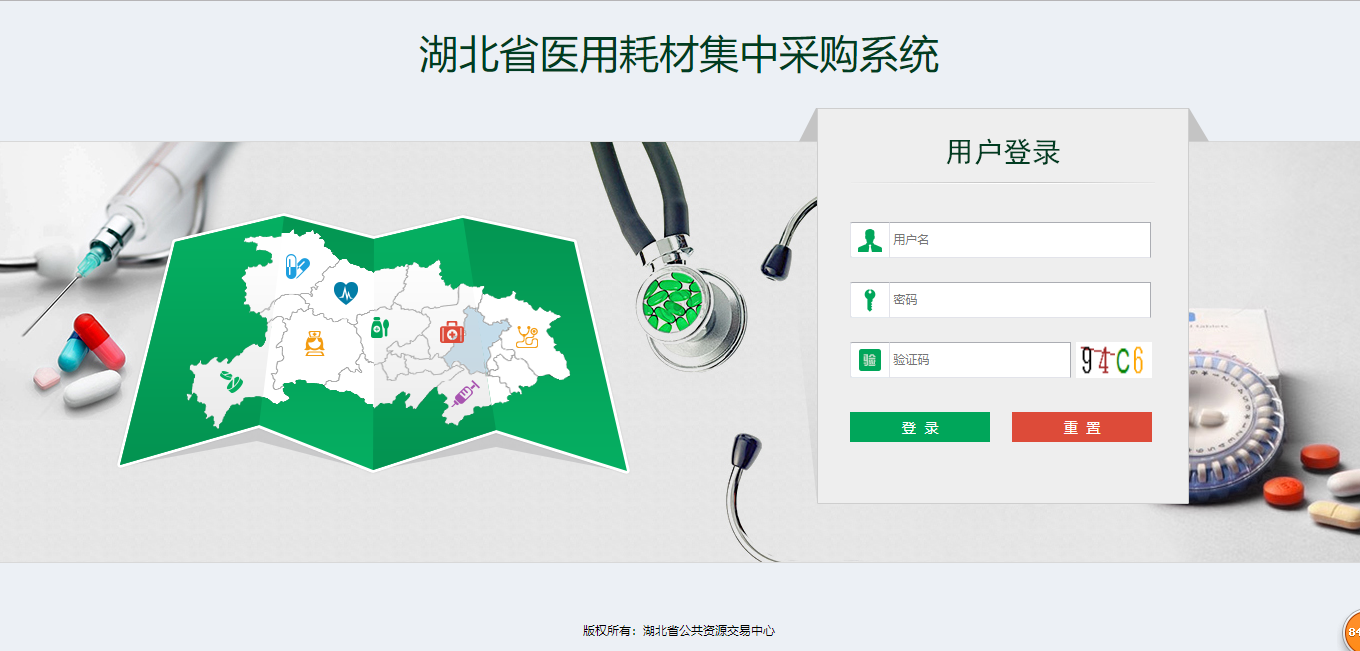 湖北省医用耗材集中采购系统
用户登录
用户名
密码
验 验证码 94C6
登 录 重 置
版权所有：湖北省公共资源交易中心